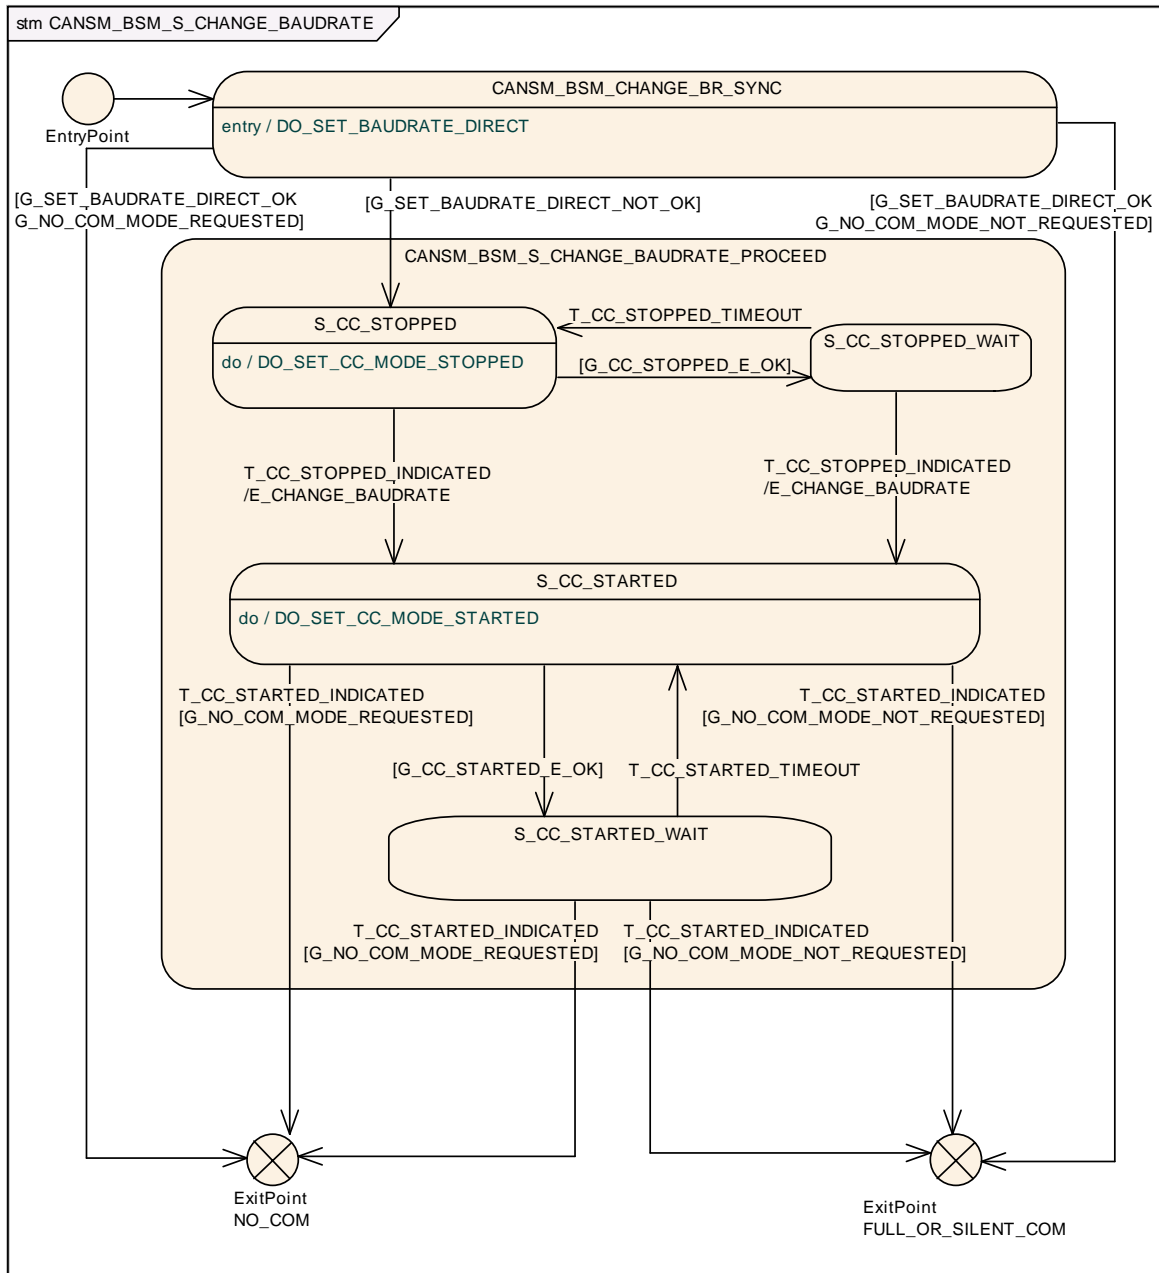 stm CANSM_BSM_S_CHANGE_BAUDRATE
CANSM_BSM_CHANGE_BR_SYNC
entry / DO_SET_BAUDRATE_DIRECT
EntryPoint
[G_SET_BAUDRATE_DIRECT_OK
G_NO_COM_MODE_REQUESTED]
[G_SET_BAUDRATE_DIRECT_NOT_OK]
[G_SET_BAUDRATE_DIRECT_OK
G_NO_COM_MODE_NOT_REQUESTED]
CANSM_BSM_S_CHANGE_BAUDRATE_PROCEED
S_CC_STOPPED
do / DO_SET_CC_MODE_STOPPED
T_CC_STOPPED_TIMEOUT
[G_CC_STOPPED_E_OK]
S_CC_STOPPED_WAIT
T_CC_STOPPED_INDICATED
/E_CHANGE_BAUDRATE
T_CC_STOPPED_INDICATED
/E_CHANGE_BAUDRATE
S_CC_STARTED
do / DO_SET_CC_MODE_STARTED
T_CC_STARTED_INDICATED
[G_NO_COM_MODE_REQUESTED]
T_CC_STARTED_INDICATED
[G_NO_COM_MODE_NOT_REQUESTED]
[G_CC_STARTED_E_OK]
T_CC_STARTED_TIMEOUT
S_CC_STARTED_WAIT
T_CC_STARTED_INDICATED
[G_NO_COM_MODE_REQUESTED]
T_CC_STARTED_INDICATED
[G_NO_COM_MODE_NOT_REQUESTED]
ExitPoint
NO_COM
ExitPoint
FULL_OR_SILENT_COM